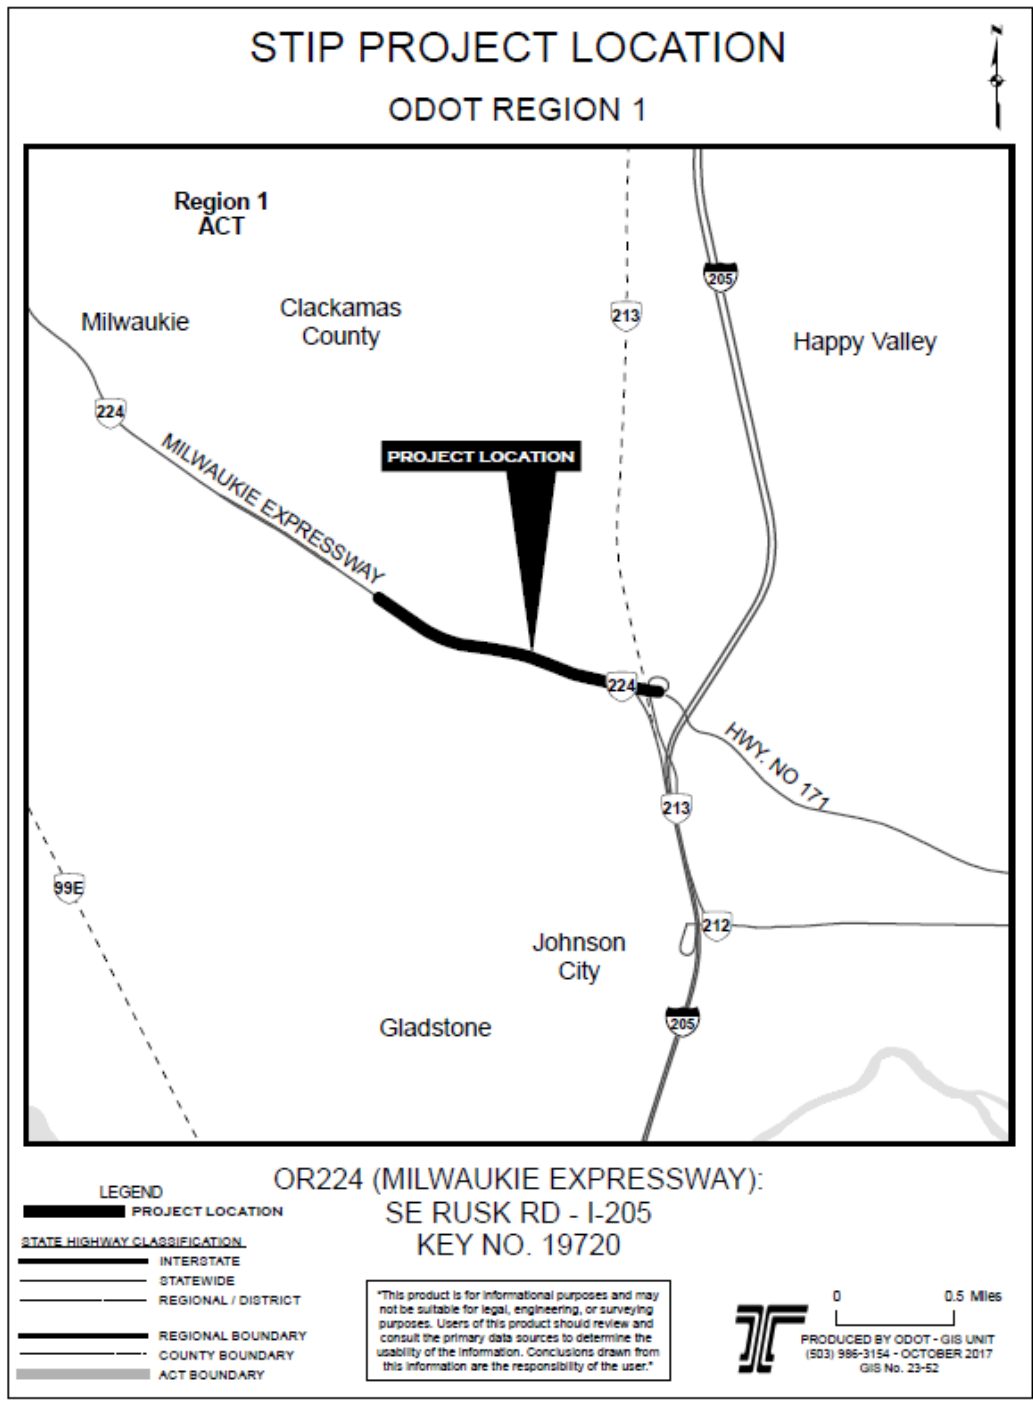 STIP PROJECT LOCATION
ODOT REGION 1
N
Region 1
ACT
Milwaukie
Clackamas
County
213
205
Happy Valley
224
MILWAUKIE EXPRESSWAY
PROJECT LOCATION
224
HWY. NO 171
213
99E
212
Johnson
City
205
Gladstone
OR224 (MILWAUKIE EXPRESSWAY):
SE RUSK RD - I-205
KEY NO. 19720
LEGEND
PROJECT LOCATION
STATE HIGHWAY CLASSIFICATION
INTERSTATE
STATEWIDE
REGIONAL / DISTRICT
REGIONAL BOUNDARY
COUNTY BOUNDARY
ACT BOUNDARY
"This product is for informational purposes and may
not be suitable for legal, engineering, or surveying
purposes. Users of this product should review and
consult the primary data sources to determine the
usability of the information. Conclusions drawn from
this information are the responsibility of the user."
0 0.5 Miles
PRODUCED BY ODOT - GIS UNIT
(503) 986-3154 - OCTOBER 2017
GIS No. 23-52